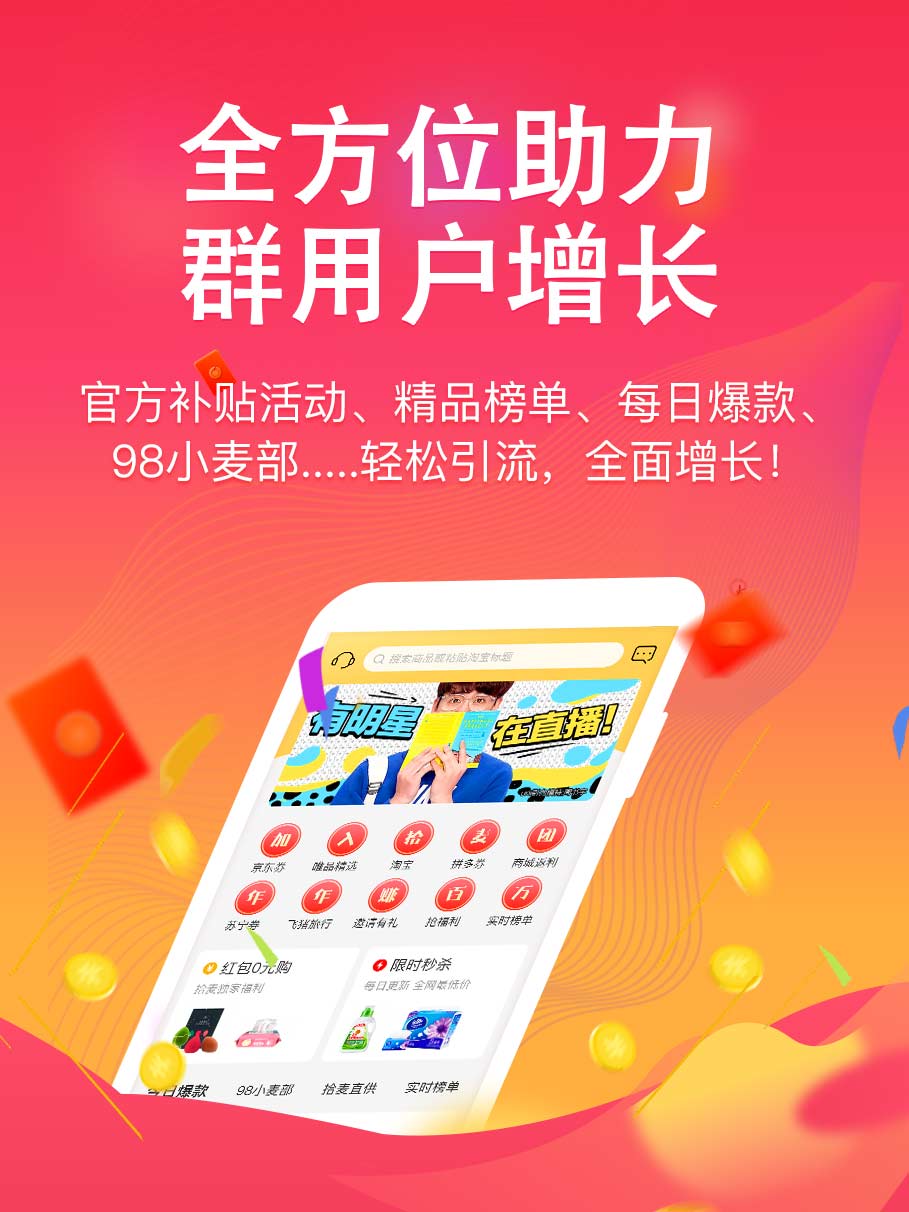 全方位助力
群用户增长
官方补贴活动、精品榜单、每日爆款、
98小麦部.....轻松引流，全面增长！
搜索商品或粘贴淘宝标题
有明星
在直播!
加 入 拾 麦 团
京东券 唯品精选 淘宝 拼多券 商城返利
年 年 赚 百 万
苏宁券 飞猪旅行 邀请有礼 抢福利 实时榜单
红包0元购 限时秒杀
拾麦独家福利 每日更新 全网最低价
今日爆款 98小麦部 拾麦直供 实时榜单